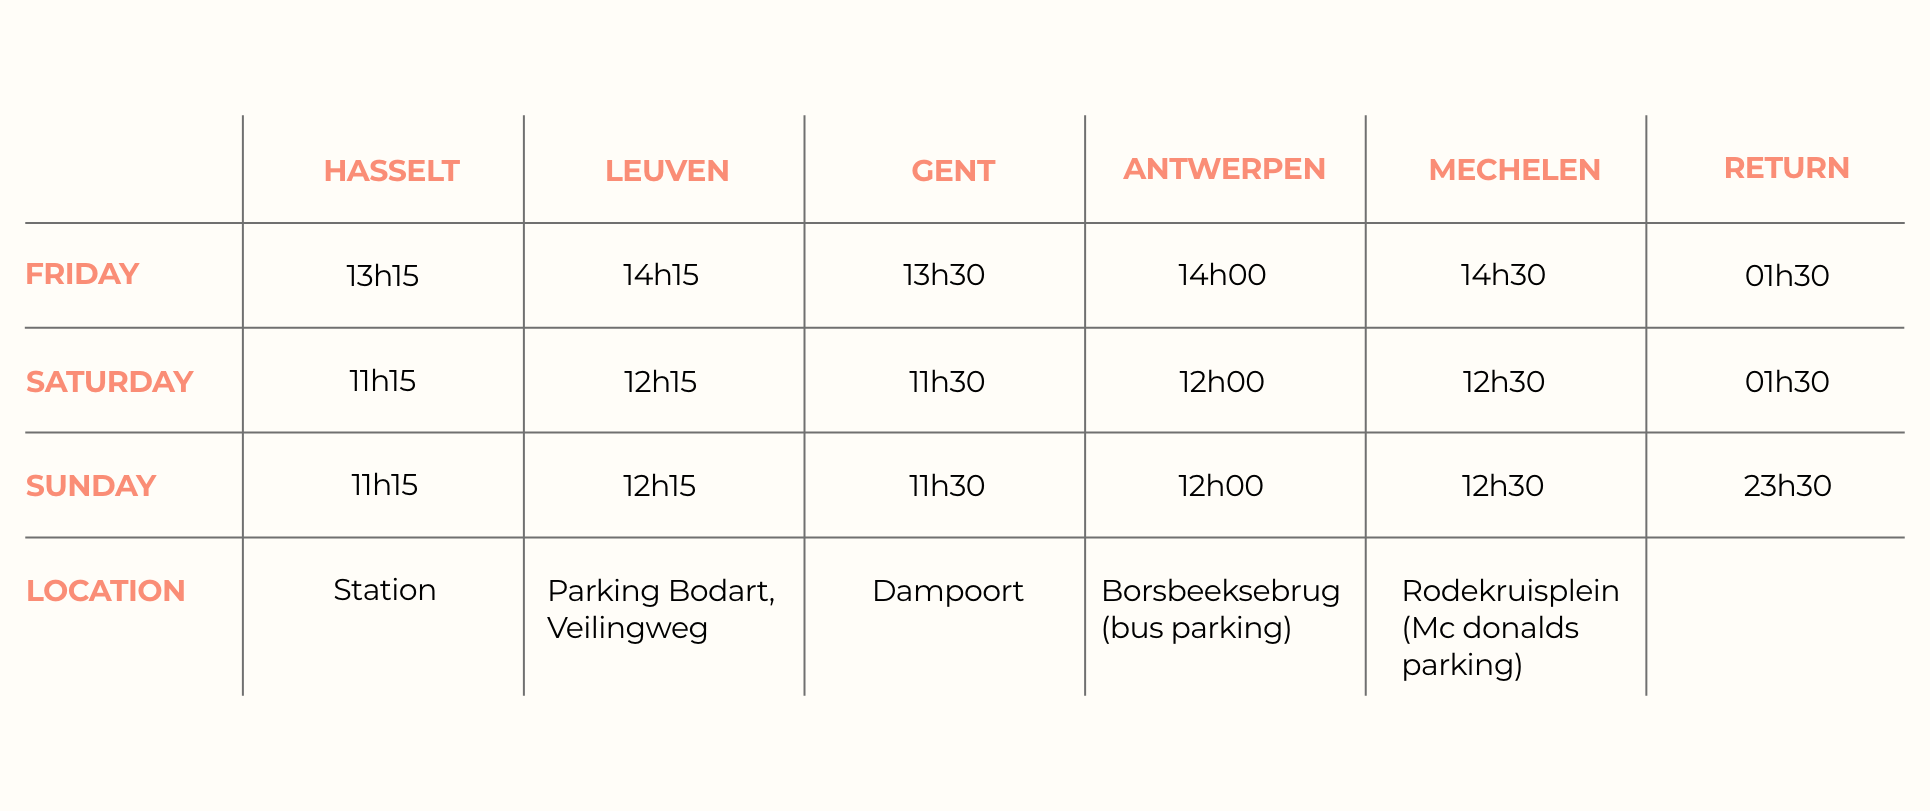 HASSELT LEUVEN GENT ANTWERPEN MECHELEN RETURN
FRIDAY 13h15 14h15 13h30 14h00 14h30 01h30
SATURDAY 11h15 12h15 11h30 12h00 12h30 01h30
SUNDAY 11h15 12h15 11h30 12h00 12h30 23h30
LOCATION Station Parking Bodart, Dampoort Borsbeeksebrug Rodekruisplein
Veilingweg (bus parking) (Mc donalds
parking)